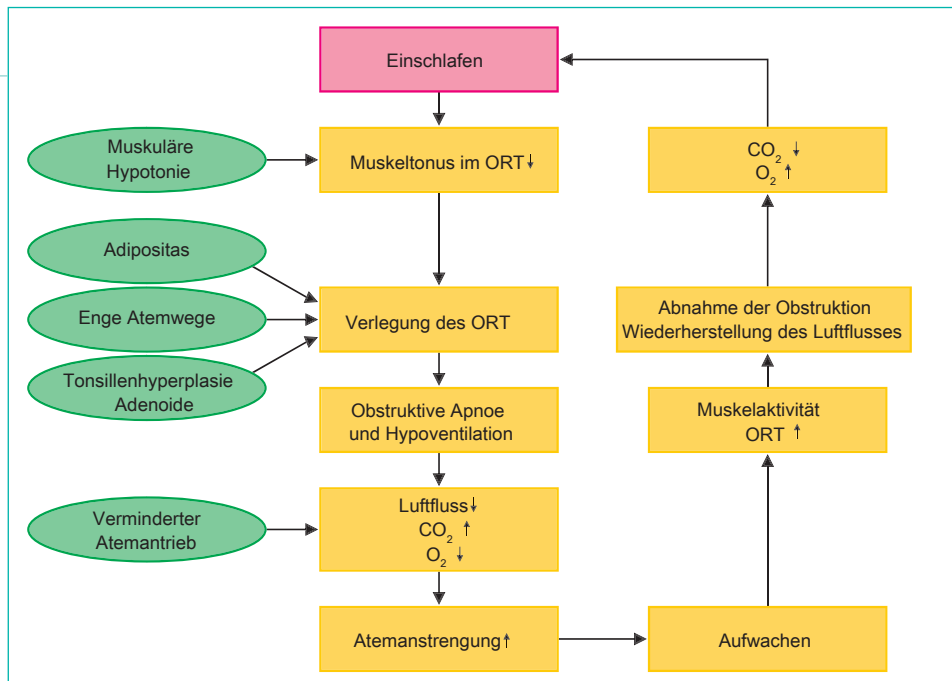 Einschlafen
Muskuläre
Hypotonie
Muskeltonus im ORT↓
CO₂ ↓
O₂ ↑
Adipositas
Enge Atemwege
Tonsillenhyperplasie
Adenoide
Verlegung des ORT
Abnahme der Obstruktion
Wiederherstellung des Luftflusses
Obstruktive Apnoe
und Hypoventilation
Muskelaktivität
ORT ↑
Verminderter
Atemantrieb
Luftfluss↓
CO₂ ↑
O₂ ↓
Atemanstrengung↑
Aufwachen